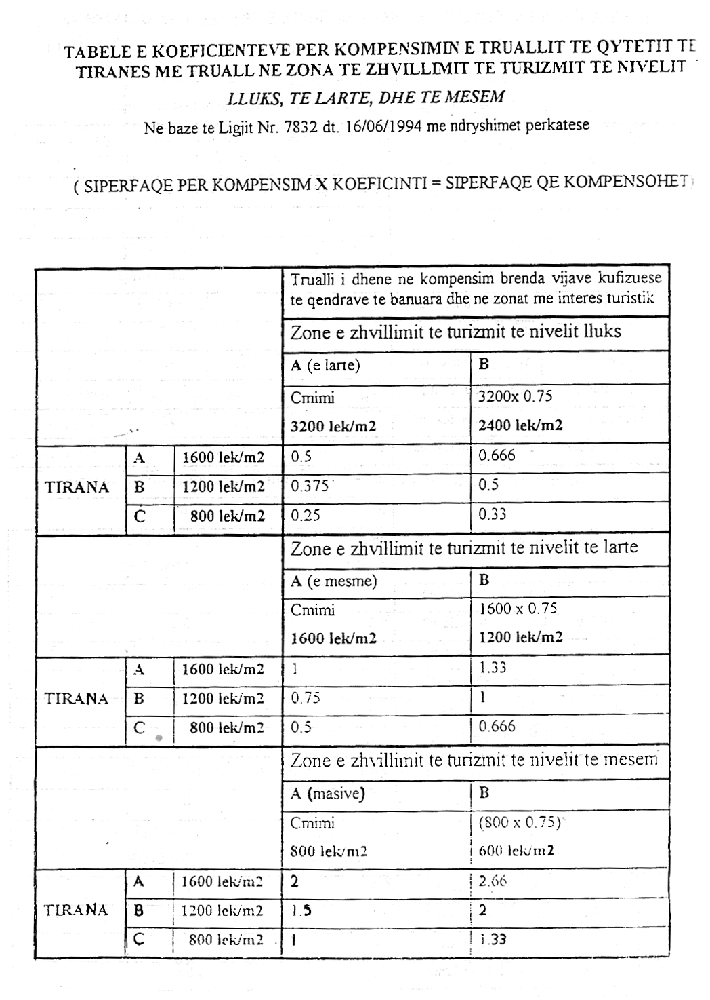 TABELE E KOEFICIENTEVE PER KOMPENSIMIN E TRUALLIT TE QYTETIT TE
TIRANES ME TRUALL NE ZONA TE ZHVILLIMIT TE TURIZMIT TE NIVELIT
LLUKS, TE LARTE, DHE TE MESEM
Ne baze te Ligjit Nr. 7832 dt. 16/06/1994 me ndryshimet perkatese
( SIPERFAQE PER KOMPENSIM X KOEFICINTI = SIPERFAQE QE KOMPENSOHET)
Trualli i dhene ne kompensim brenda vijave kufizuese
te qendrave te banuara dhe ne zonat me interes turistik
Zone e zhvillimit te turizmit te nivelit lluks
A (e larte) B
Cmimi 3200x 0.75
3200 lek/m2 2400 lek/m2
A 1600 lek/m2 0.5 0.666
TIRANA B 1200 lek/m2 0.375 0.5
C 800 lek/m2 0.25 0.33
Zone e zhvillimit te turizmit te nivelit te larte
A (e mesme) B
Cmimi 1600 x 0.75
1600 lek/m2 1200 lek/m2
A 1600 lek/m2 1 1.33
TIRANA B 1200 lek/m2 0.75 1
C 800 lek/m2 0.5 0.666
Zone e zhvillimit te turizmit te nivelit te mesem
A (masive) B
Cmimi (800 x 0.75)
800 lek/m2 600 lek/m2
A 1600 lek/m2 2 2.66
TIRANA B 1200 lek/m2 1.5 2
C 800 lek/m2 1 1.33